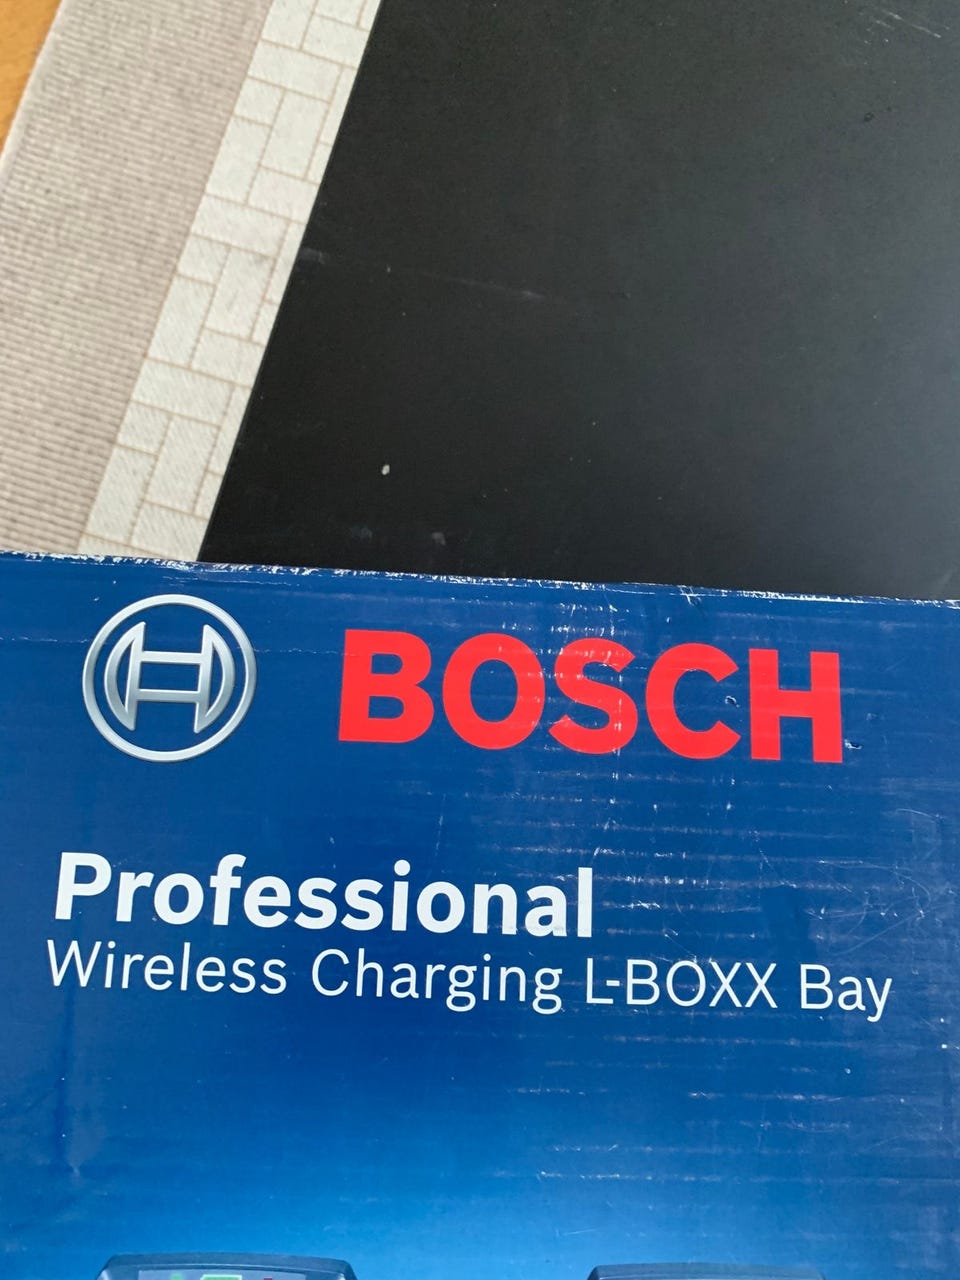 BOSCH
Professional
Wireless Charging L-BOXX Bay